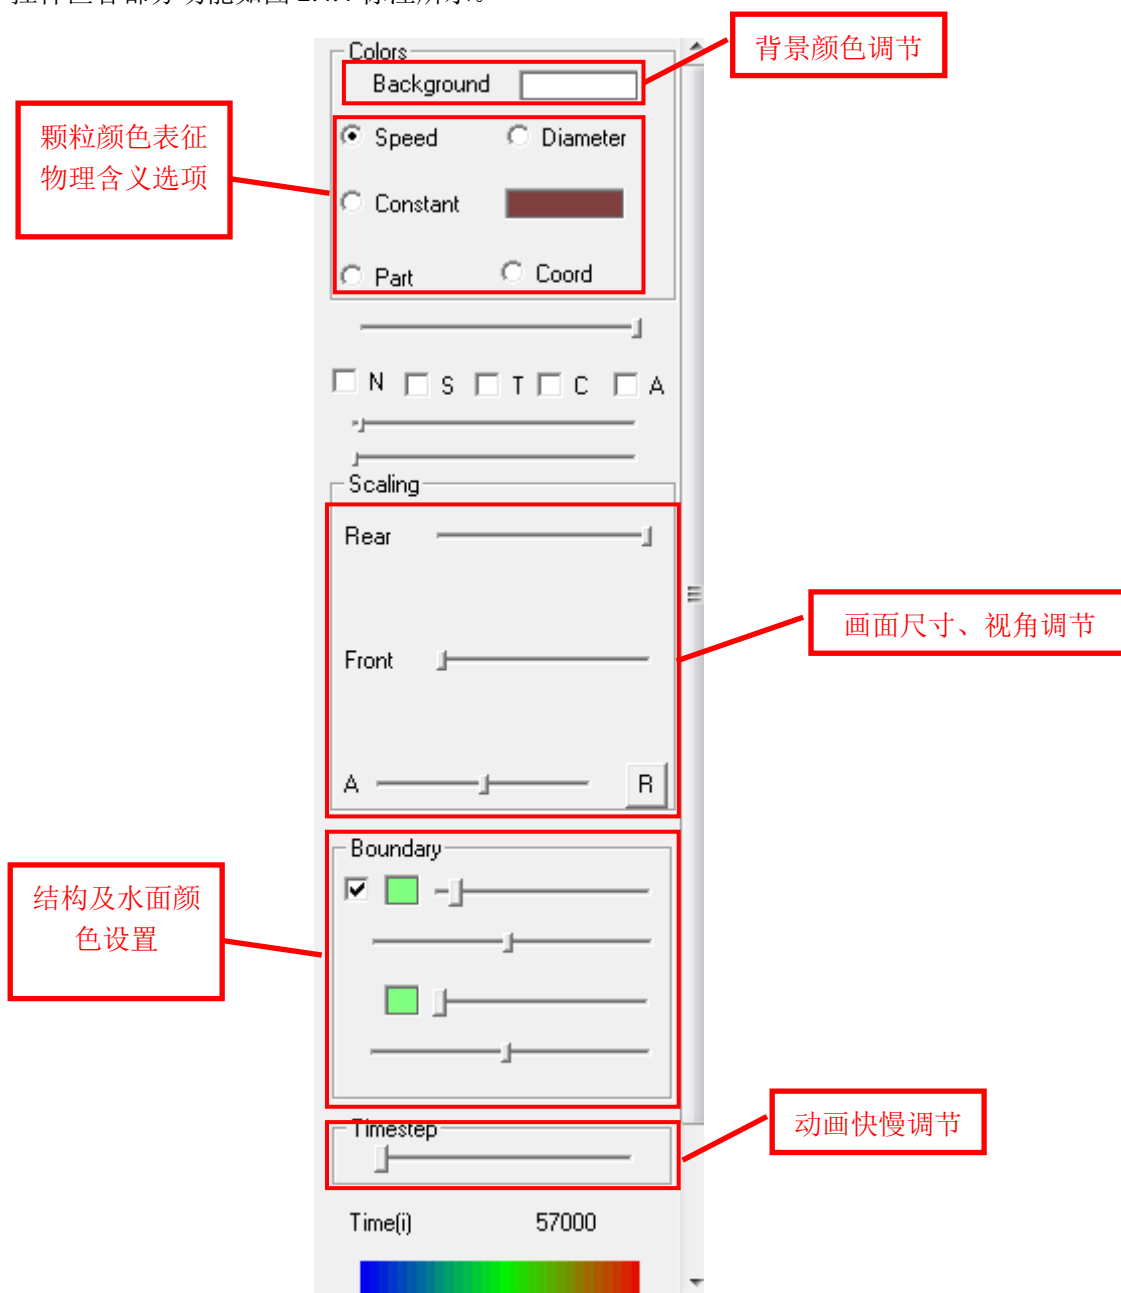 背景颜色调节
Colors
Background
颗粒颜色表征
物理含义选项
Speed Diameter
Constant
Part Coord
N S T C A
Scaling
Rear
画面尺寸、视角调节
Front
A R
Boundary
结构及水面颜
色设置
动画快慢调节
Timestep
Time(i) 57000